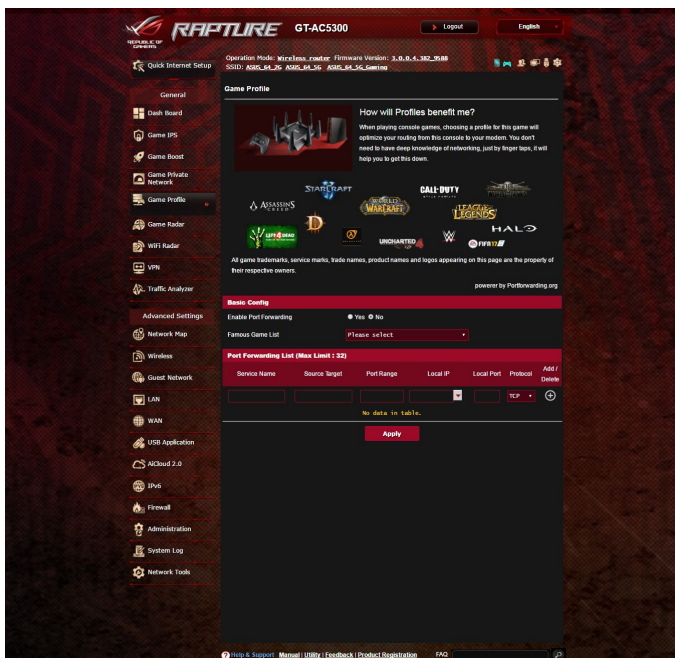 REPUBLIC OF
GAMERS
RAPTURE
GT-AC5300
Logout
English
Quick Internet Setup
Operation Mode: Wireless router Firmware Version: 3.0.0.4.382_9588
SSID: ASUS_64_2G ASUS_64_5G ASUS_64_5G_Gaming
General
Dash Board
Game IPS
Game Boost
Game Private
Network
Game Profile
Game Radar
WiFi Radar
VPN
Traffic Analyzer
Advanced Settings
Network Map
Wireless
Guest Network
LAN
WAN
USB Application
AiCloud 2.0
IPv6
Firewall
Administration
System Log
Network Tools
Game Profile
How will Profiles benefit me?
When playing console games, choosing a profile for this game will
optimize your routing from this console to your modem. You don't
need to have deep knowledge of networking, just by finger taps, it will
help you to get this down.
STARCRAFT
CALL·DUTY
ASSASSINS
CREED
WORLD
WARCRAFT
LEAGUE
LEGENDS
LEFT 4 DEAD
D
UNCHARTED 4
W
HALO
FIFA 17
All game trademarks, service marks, trade names, product names and logos appearing on this page are the property of
their respective owners.
powerer by Portforwarding.org
Basic Config
Enable Port Forwarding Yes No
Famous Game List Please select
Port Forwarding List (Max Limit : 32)
Service Name Source Target Port Range Local IP Local Port Protocol Add /
Delete
TCP
No data in table.
Apply
Help & Support Manual | Utility | Feedback | Product Registration FAQ